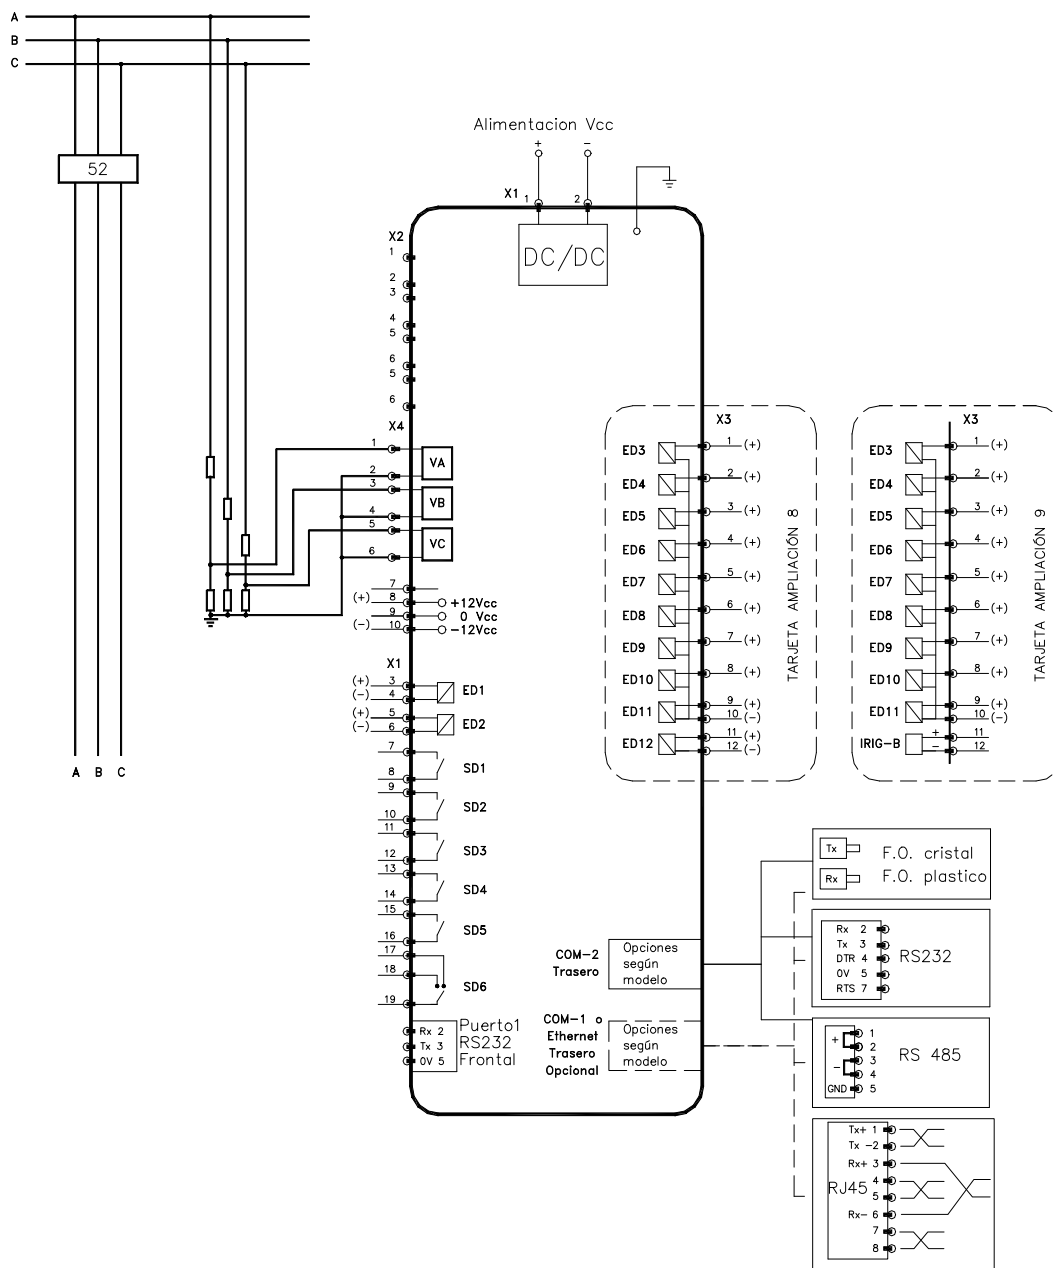 A
B
C
52
A B C
Alimentacion Vcc
+ −
X1 1 2
DC/DC
X2
1
2
3
4
5
6
5
6
X4
1
2
3
4
5
6
VA
VB
VC
7
(+) 8 +12Vcc
9 0 Vcc
(-) 10 -12Vcc
X1
(+) 3
(-) 4
ED1
(+) 5
(-) 6
ED2
7
8
SD1
9
10
SD2
11
12
SD3
13
14
SD4
15
16
SD5
17
18
19
SD6
Rx 2
Tx 3
0V 5
Puerto1
RS232
Frontal
X3
ED3 1 (+)
ED4 2 (+)
ED5 3 (+)
ED6 4 (+)
ED7 5 (+)
ED8 6 (+)
ED9 7 (+)
ED10 8 (+)
ED11 9 (+)
10 (-)
ED12 11 (+)
12 (-)
TARJETA AMPLIACIÓN 8
X3
ED3 1 (+)
ED4 2 (+)
ED5 3 (+)
ED6 4 (+)
ED7 5 (+)
ED8 6 (+)
ED9 7 (+)
ED10 8 (+)
ED11 9 (+)
10 (-)
IRIG-B + 11
− 12
TARJETA AMPLIACIÓN 9
COM-2
Trasero
Opciones
según
modelo
COM-1 o
Ethernet
Trasero
Opcional
Opciones
según
modelo
Tx
Rx
F.O. cristal
F.O. plastico
Rx 2
Tx 3
DTR 4
0V 5
RTS 7
RS232
+ 1
2
− 3
4
GND 5
RS 485
Tx+ 1
Tx -2
Rx+ 3
4
RJ45
5
Rx- 6
7
8